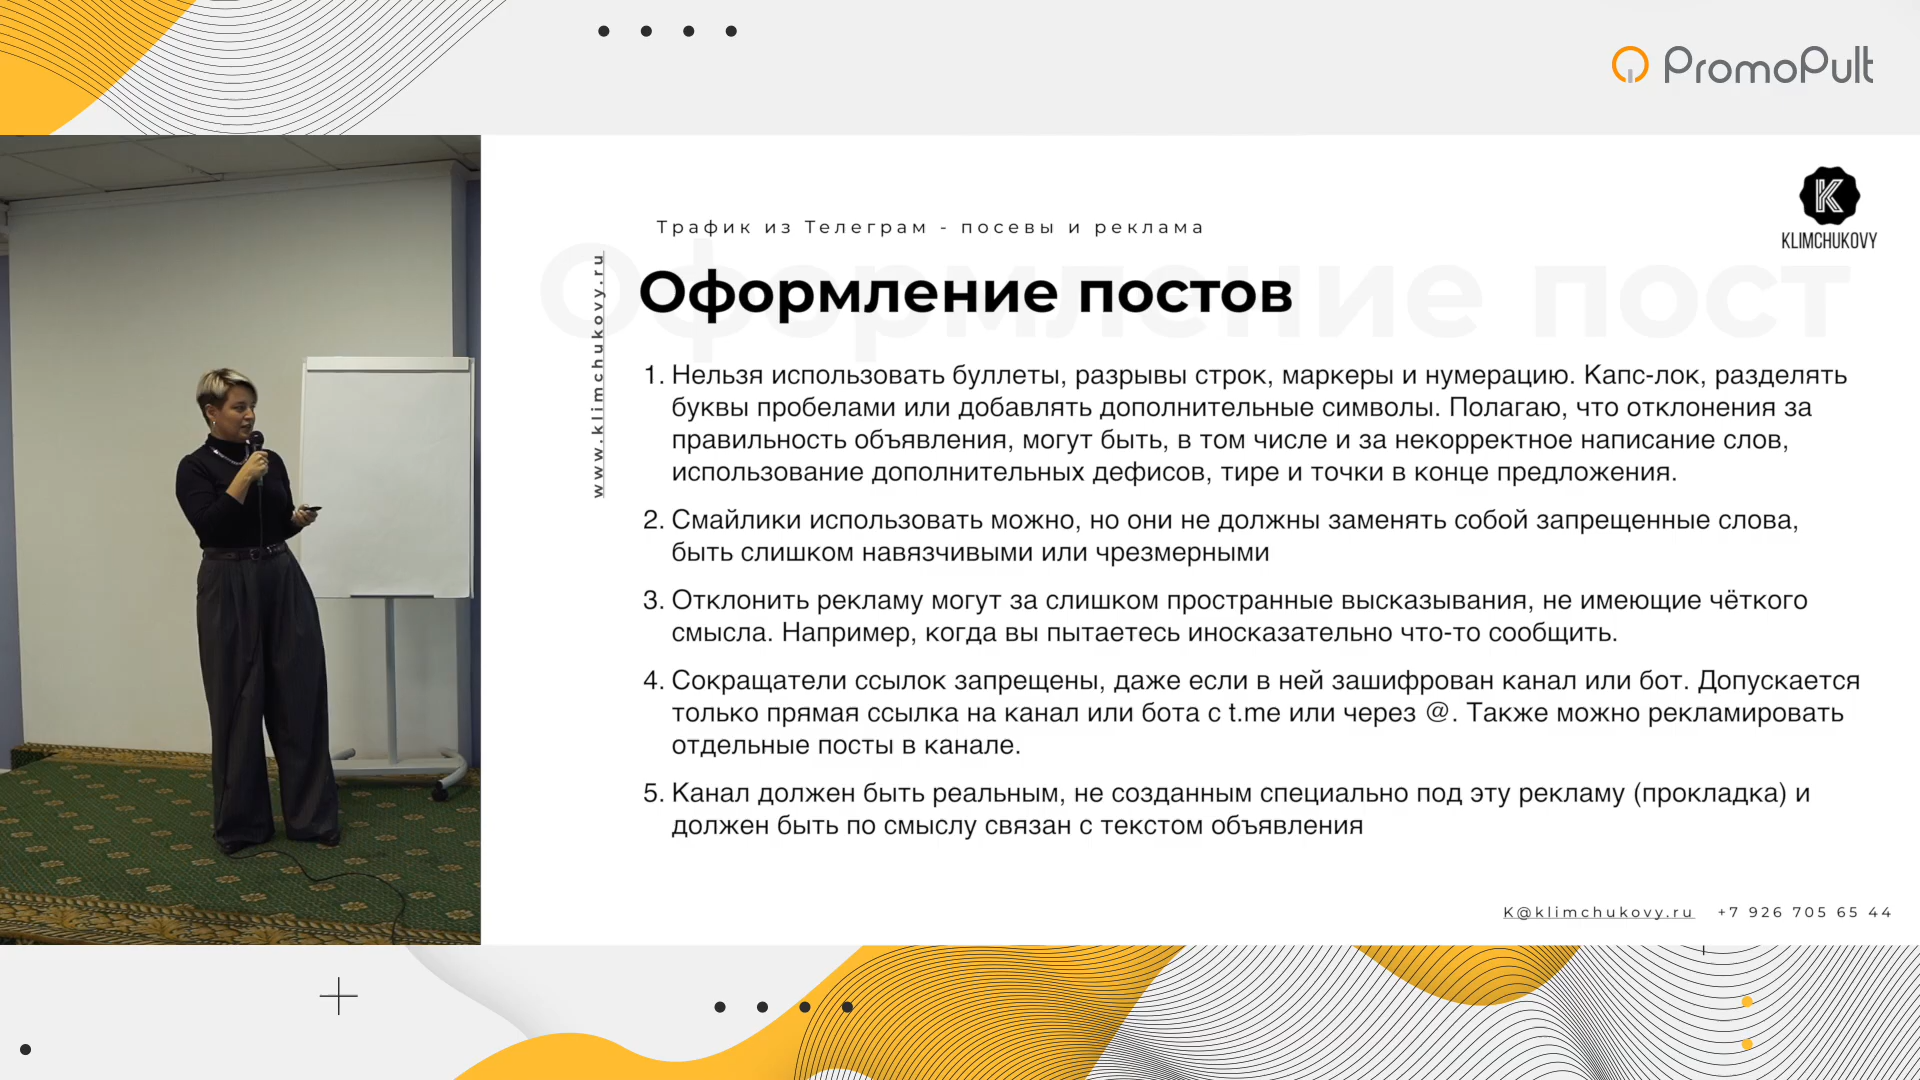 PromoPult
K
KLIMCHUKOVY
Трафик из Телеграм - посевы и реклама
Оформление пост
Оформление постов
www.klimchukovy.ru
1. Нельзя использовать буллеты, разрывы строк, маркеры и нумерацию. Капс-лок, разделять
буквы пробелами или добавлять дополнительные символы. Полагаю, что отклонения за
правильность объявления, могут быть, в том числе и за некорректное написание слов,
использование дополнительных дефисов, тире и точки в конце предложения.
2. Смайлики использовать можно, но они не должны заменять собой запрещенные слова,
быть слишком навязчивыми или чрезмерными
3. Отклонить рекламу могут за слишком пространные высказывания, не имеющие чёткого
смысла. Например, когда вы пытаетесь иносказательно что-то сообщить.
4. Сокращатели ссылок запрещены, даже если в ней зашифрован канал или бот. Допускается
только прямая ссылка на канал или бота с t.me или через @. Также можно рекламировать
отдельные посты в канале.
5. Канал должен быть реальным, не созданным специально под эту рекламу (прокладка) и
должен быть по смыслу связан с текстом объявления
K@klimchukovy.ru +7 926 705 65 44